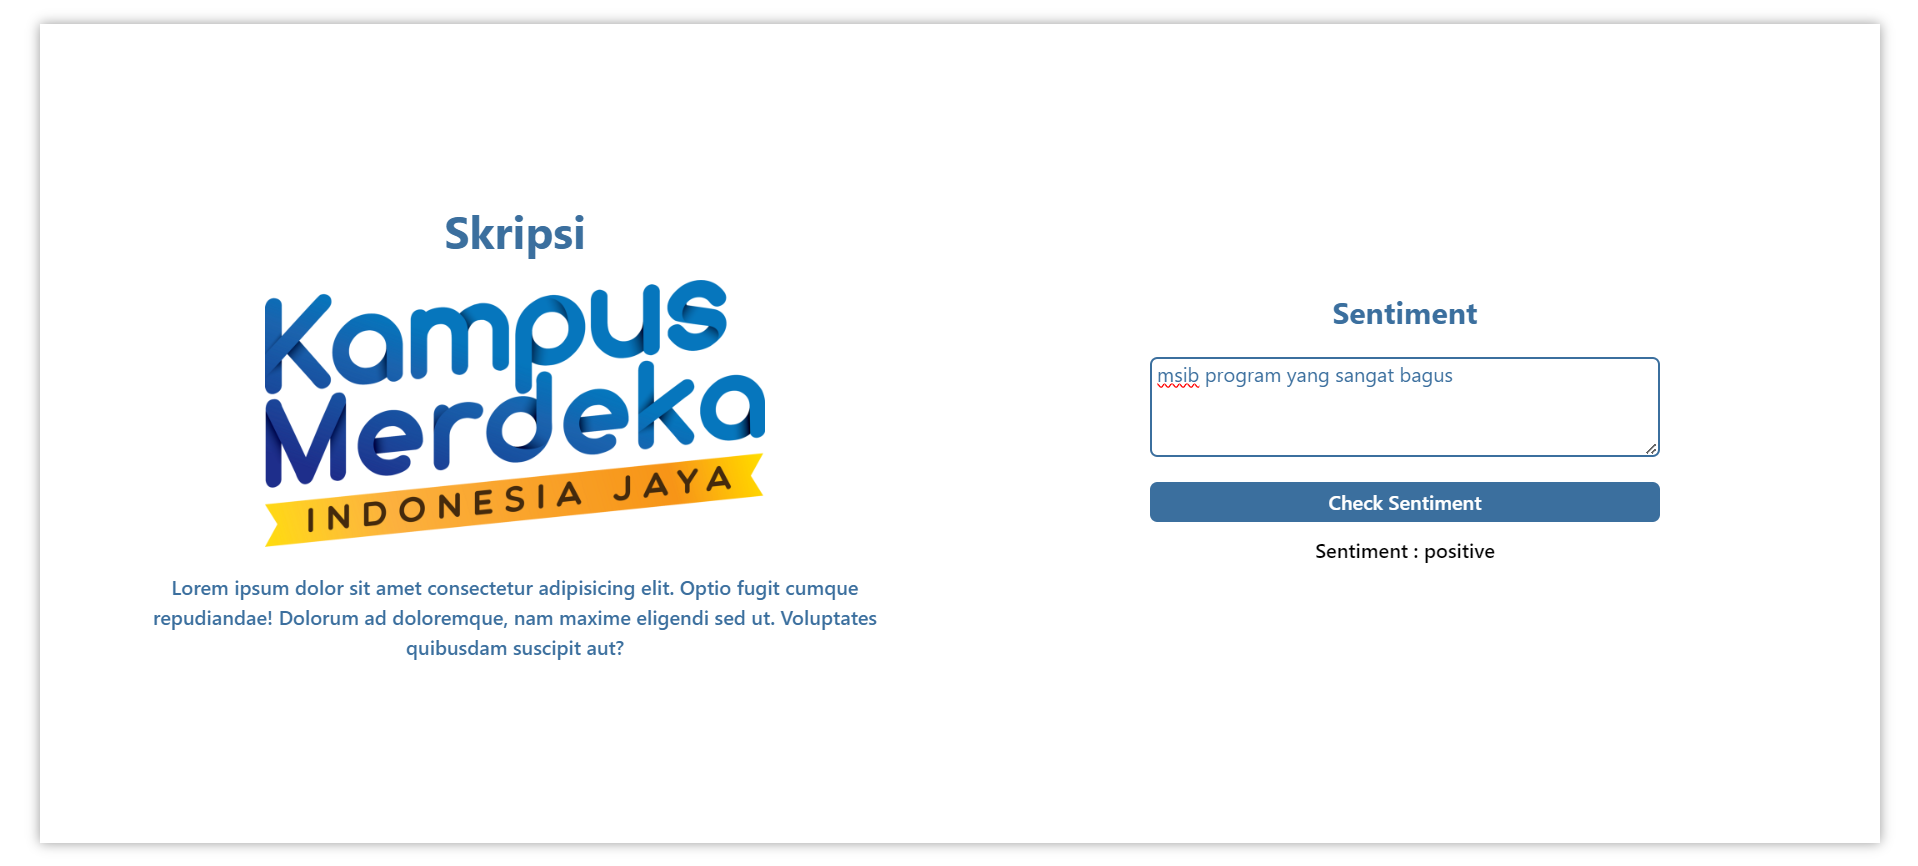 Skripsi
Kampus
Merdeka
INDONESIA JAYA
Lorem ipsum dolor sit amet consectetur adipisicing elit. Optio fugit cumque
repudiandae! Dolorum ad doloremque, nam maxime eligendi sed ut. Voluptates
quibusdam suscipit aut?
Sentiment
msib program yang sangat bagus
Check Sentiment
Sentiment : positive